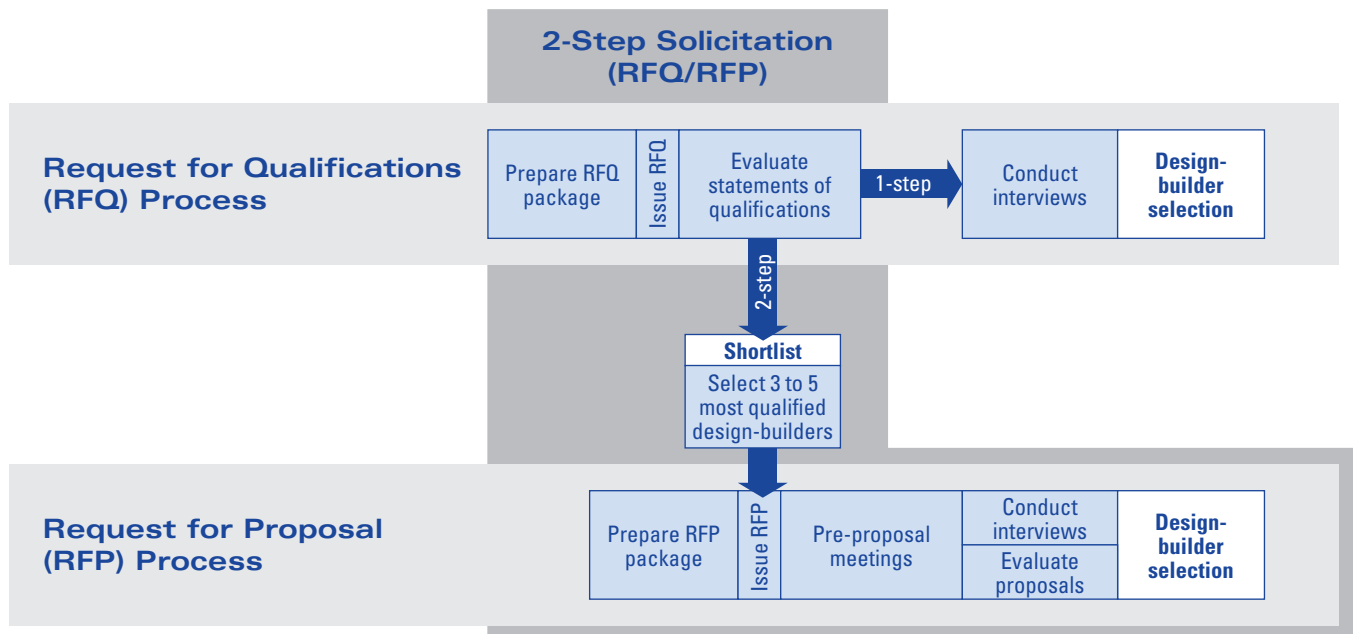 2-Step Solicitation
(RFQ/RFP)
Request for Qualifications
(RFQ) Process
Prepare RFQ
package
Issue RFQ
Evaluate
statements of
qualifications
1-step
Conduct
interviews
Design-
builder
selection
2-step
Shortlist
Select 3 to 5
most qualified
design-builders
Request for Proposal
(RFP) Process
Prepare RFP
package
Issue RFP
Pre-proposal
meetings
Conduct
interviews
Evaluate
proposals
Design-
builder
selection